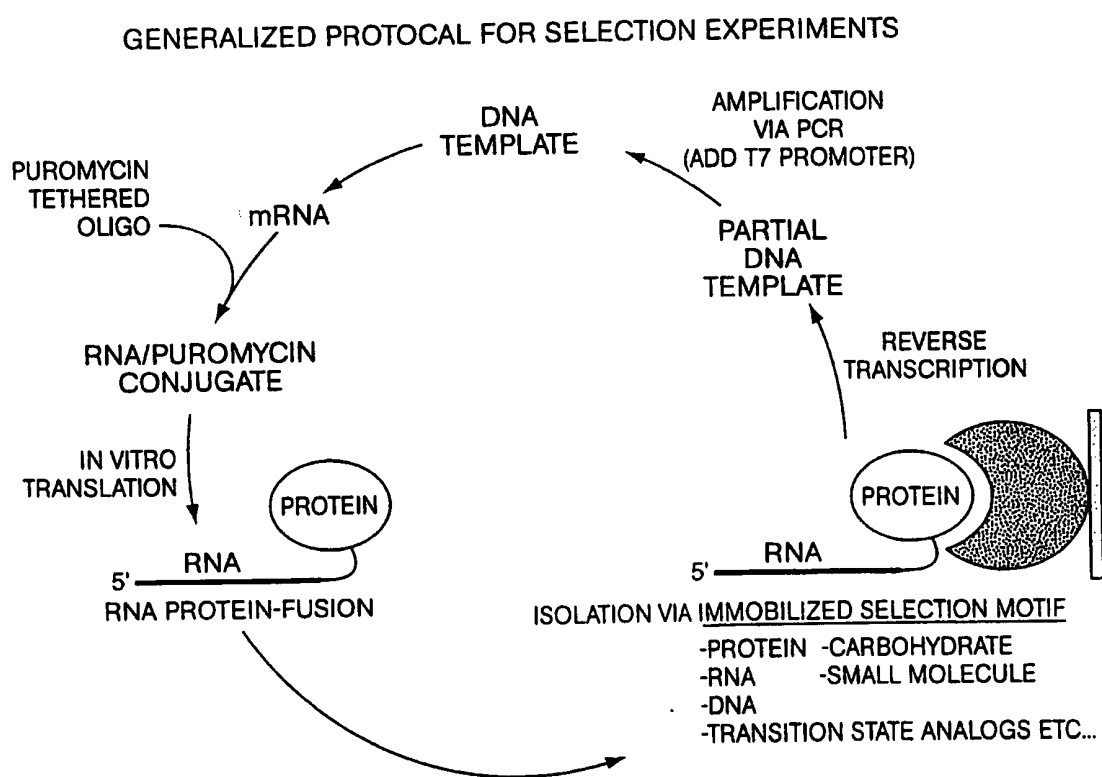 GENERALIZED PROTOCAL FOR SELECTION EXPERIMENTS
DNA
TEMPLATE
AMPLIFICATION
VIA PCR
(ADD T7 PROMOTER)
PUROMYCIN
TETHERED
OLIGO
mRNA
PARTIAL
DNA
TEMPLATE
RNA/PUROMYCIN
CONJUGATE
REVERSE
TRANSCRIPTION
IN VITRO
TRANSLATION
PROTEIN
RNA
5'
RNA PROTEIN-FUSION
PROTEIN
RNA
5'
ISOLATION VIA IMMOBILIZED SELECTION MOTIF
-PROTEIN -CARBOHYDRATE
-RNA -SMALL MOLECULE
-DNA
-TRANSITION STATE ANALOGS ETC...